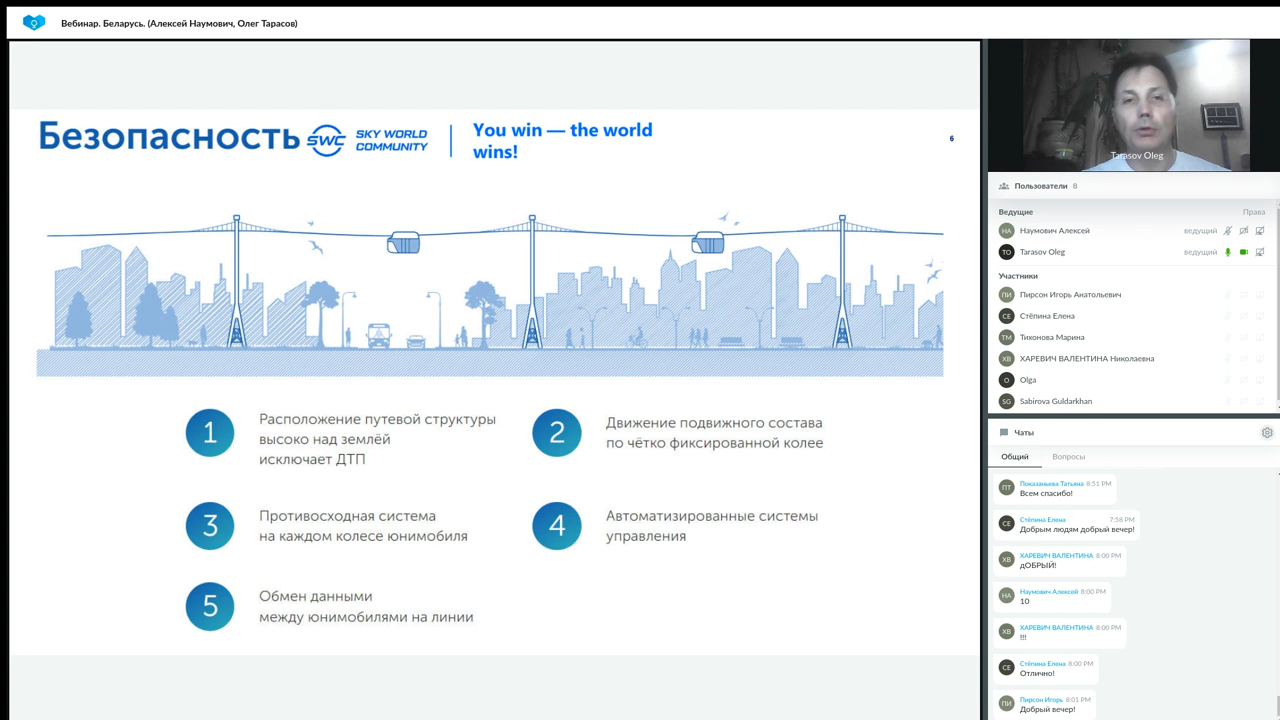 Вебинар. Беларусь. (Алексей Наумович, Олег Тарасов)
Безопасность
SWC
SKY WORLD
COMMUNITY
You win — the world
wins!
6
1
Расположение путевой структуры
высоко над землёй
исключает ДТП
2
Движение подвижного состава
по чётко фиксированной колее
3
Противосходная система
на каждом колесе юнимобиля
4
Автоматизированные системы
управления
5
Обмен данными
между юнимобилями на линии
Tarasov Oleg
Пользователи 8
Ведущие Права
НА Наумович Алексей ведущий
TO Tarasov Oleg ведущий
Участники
ПИ Пирсон Игорь Анатольевич
СЕ Стёпина Елена
ТМ Тихонова Марина
ХВ ХАРЕВИЧ ВАЛЕНТИНА Николаевна
O Olga
SG Sabirova Guldarkhan
Чаты
Общий Вопросы
ПТ Показаньева Татьяна 8:51 PM
Всем спасибо!
СЕ Стёпина Елена 7:58 PM
Добрым людям добрый вечер!
ХВ ХАРЕВИЧ ВАЛЕНТИНА 8:00 PM
дОБРЫЙ!
НА Наумович Алексей 8:00 PM
10
ХВ ХАРЕВИЧ ВАЛЕНТИНА 8:00 PM
!!!
СЕ Стёпина Елена 8:00 PM
Отлично!
ПИ Пирсон Игорь 8:01 PM
Добрый вечер!